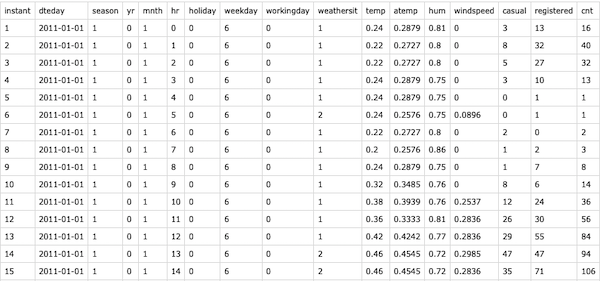 instant dteday season yr mnth hr holiday weekday workingday weathersit temp atemp hum windspeed casual registered cnt
1 2011-01-01 1 0 1 0 0 6 0 1 0.24 0.2879 0.81 0 3 13 16
2 2011-01-01 1 0 1 1 0 6 0 1 0.22 0.2727 0.8 0 8 32 40
3 2011-01-01 1 0 1 2 0 6 0 1 0.22 0.2727 0.8 0 5 27 32
4 2011-01-01 1 0 1 3 0 6 0 1 0.24 0.2879 0.75 0 3 10 13
5 2011-01-01 1 0 1 4 0 6 0 1 0.24 0.2879 0.75 0 0 1 1
6 2011-01-01 1 0 1 5 0 6 0 2 0.24 0.2576 0.75 0.0896 0 1 1
7 2011-01-01 1 0 1 6 0 6 0 1 0.22 0.2727 0.8 0 2 0 2
8 2011-01-01 1 0 1 7 0 6 0 1 0.2 0.2576 0.86 0 1 2 3
9 2011-01-01 1 0 1 8 0 6 0 1 0.24 0.2879 0.75 0 1 7 8
10 2011-01-01 1 0 1 9 0 6 0 1 0.32 0.3485 0.76 0 8 6 14
11 2011-01-01 1 0 1 10 0 6 0 1 0.38 0.3939 0.76 0.2537 12 24 36
12 2011-01-01 1 0 1 11 0 6 0 1 0.36 0.3333 0.81 0.2836 26 30 56
13 2011-01-01 1 0 1 12 0 6 0 1 0.42 0.4242 0.77 0.2836 29 55 84
14 2011-01-01 1 0 1 13 0 6 0 2 0.46 0.4545 0.72 0.2985 47 47 94
15 2011-01-01 1 0 1 14 0 6 0 2 0.46 0.4545 0.72 0.2836 35 71 106